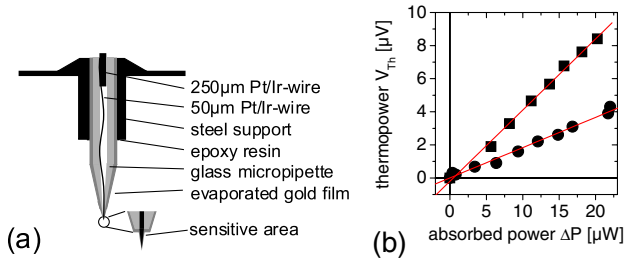 250µm Pt/Ir-wire
50µm Pt/Ir-wire
steel support
epoxy resin
glass micropipette
evaporated gold film
sensitive area
(a)
thermopower V_Th [µV]
10
8
6
4
2
0
0 5 10 15 20
absorbed power ΔP [µW]
(b)